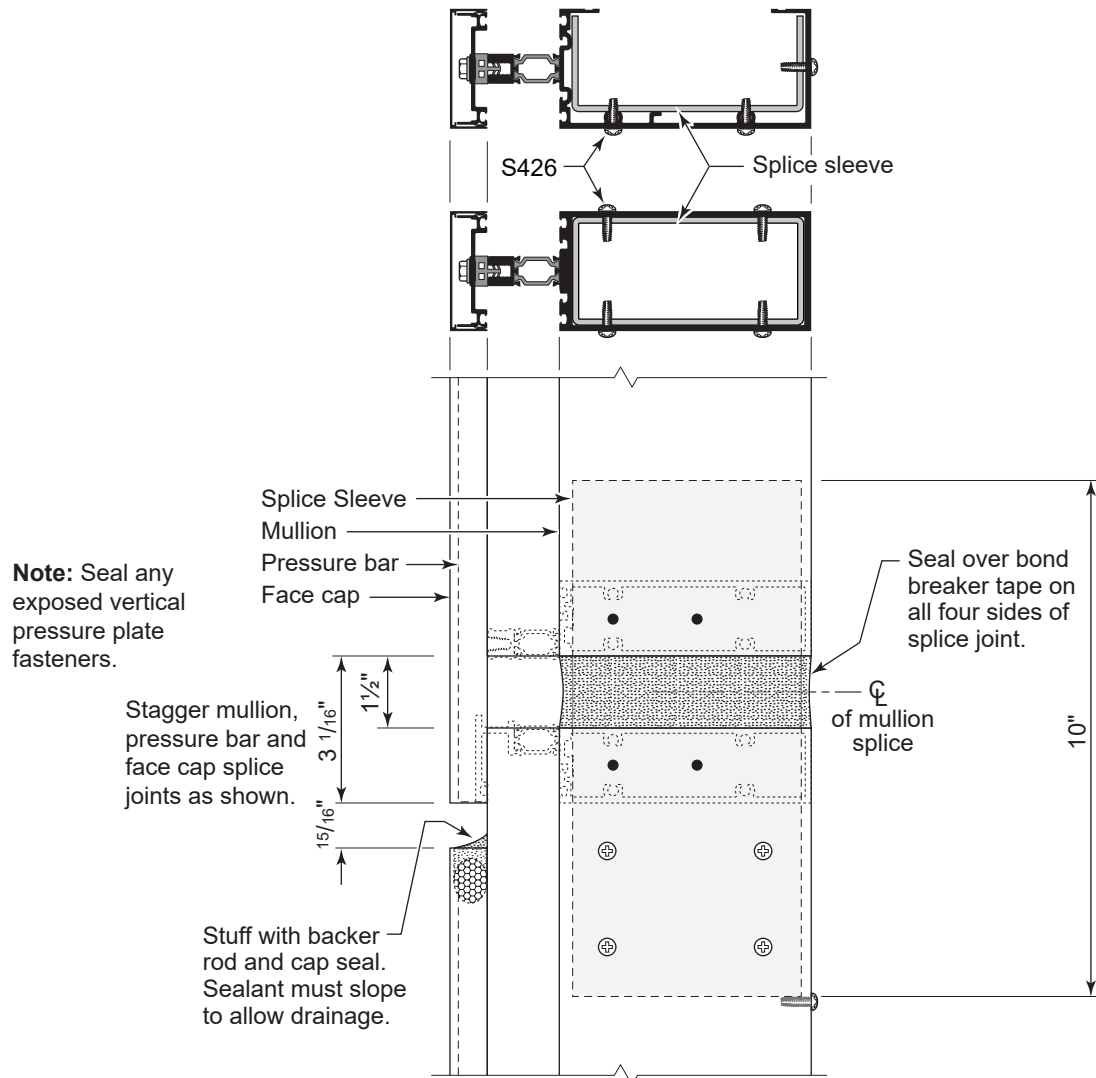 S426
Splice sleeve
Splice Sleeve
Mullion
Pressure bar
Face cap
Note: Seal any
exposed vertical
pressure plate
fasteners.
Seal over bond
breaker tape on
all four sides of
splice joint.
℄
of mullion
splice
10"
1½"
3 1/16"
15/16"
Stagger mullion,
pressure bar and
face cap splice
joints as shown.
Stuff with backer
rod and cap seal.
Sealant must slope
to allow drainage.